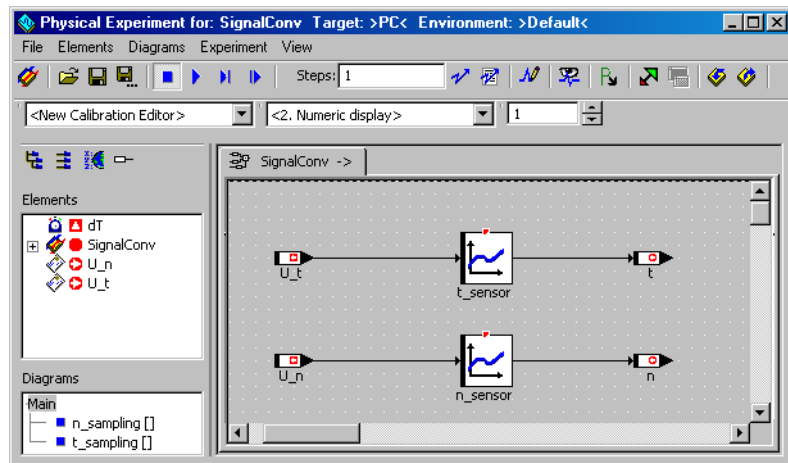 Physical Experiment for: SignalConv Target: >PC< Environment: >Default<
File Elements Diagrams Experiment View
Steps: 1
<New Calibration Editor> <2. Numeric display> 1
SignalConv ->
Elements
dT
SignalConv
U_n
U_t
U_t
t_sensor
t
U_n
n_sensor
n
Diagrams
Main
n_sampling []
t_sampling []